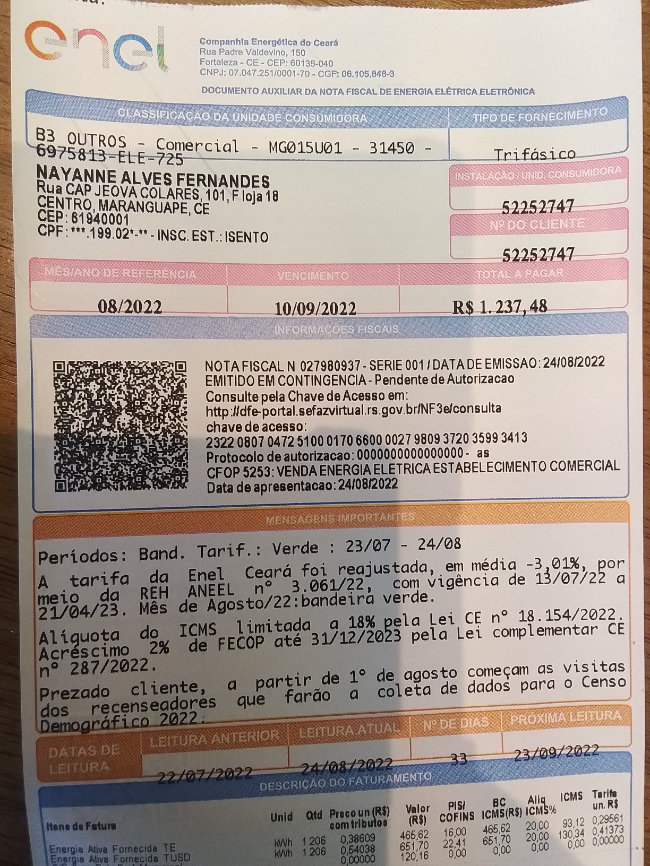 enel
Companhia Energética do Ceará
Rua Padre Valdevino, 150
Fortaleza - CE - CEP: 60135-040
CNPJ: 07.047.251/0001-70 - CGF: 06.105.848-3
DOCUMENTO AUXILIAR DA NOTA FISCAL DE ENERGIA ELÉTRICA ELETRÔNICA
CLASSIFICAÇÃO DA UNIDADE CONSUMIDORA
TIPO DE FORNECIMENTO
B3 OUTROS - Comercial - MG015U01 - 31450 -
6975813-ELE-725
Trifásico
NAYANNE ALVES FERNANDES
Rua CAP JEOVA COLARES, 101, F loja 18
CENTRO, MARANGUAPE, CE
CEP: 61940001
CPF: ***.199.02*-** - INSC. EST.: ISENTO
INSTALAÇÃO / UNID. CONSUMIDORA
52252747
Nº DO CLIENTE
52252747
MÊS/ANO DE REFERÊNCIA VENCIMENTO TOTAL A PAGAR
08/2022 10/09/2022 R$ 1.237,48
INFORMAÇÕES FISCAIS
NOTA FISCAL N 027980937 - SERIE 001 / DATA DE EMISSAO: 24/08/2022
EMITIDO EM CONTINGENCIA - Pendente de Autorizacao
Consulte pela Chave de Acesso em:
http://dfe-portal.sefazvirtual.rs.gov.br/NF3e/consulta
chave de acesso:
2322 0807 0472 5100 0170 6600 0027 9809 3720 3599 3413
Protocolo de autorizacao: 0000000000000000 - as
CFOP 5253: VENDA ENERGIA ELETRICA ESTABELECIMENTO COMERCIAL
Data de apresentacao: 24/08/2022
MENSAGENS IMPORTANTES
Períodos: Band. Tarif.: Verde : 23/07 - 24/08
A tarifa da Enel Ceará foi reajustada, em média -3,01%, por
meio da REH ANEEL nº 3.061/22, com vigência de 13/07/22 a
21/04/23. Mês de Agosto/22:bandeira verde.
Alíquota do ICMS limitada a 18% pela Lei CE nº 18.154/2022.
Acréscimo 2% de FECOP até 31/12/2023 pela Lei complementar CE
nº 287/2022.
Prezado cliente, a partir de 1º de agosto começam as visitas
dos recenseadores que farão a coleta de dados para o Censo
Demográfico 2022.
DATAS DE LEITURA
LEITURA ANTERIOR LEITURA ATUAL Nº DE DIAS PRÓXIMA LEITURA
22/07/2022 24/08/2022 33 23/09/2022
DESCRIÇÃO DO FATURAMENTO
Itens de Fatura Unid Qtd Preço un (R$) com tributos Valor (R$) PIS/ COFINS BC ICMS(R$) Aliq ICMS% ICMS Tarifa un. R$
Energia Ativa Fornecida TE kWh 1.206 0,38609 465,62 16,00 465,62 20,00 93,12 0,29561
Energia Ativa Fornecida TUSD kWh 1.206 0,54038 651,70 22,41 651,70 20,00 130,34 0,41373
0,00000 120,16 0,00 0,00 0,00 0,00 0,00000